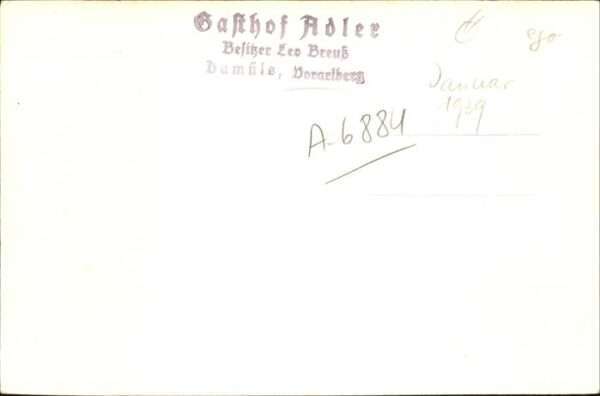 Gasthof Adler
Besitzer Leo Breuß
Damüls, Vorarlberg
Januar
1939
A-6884